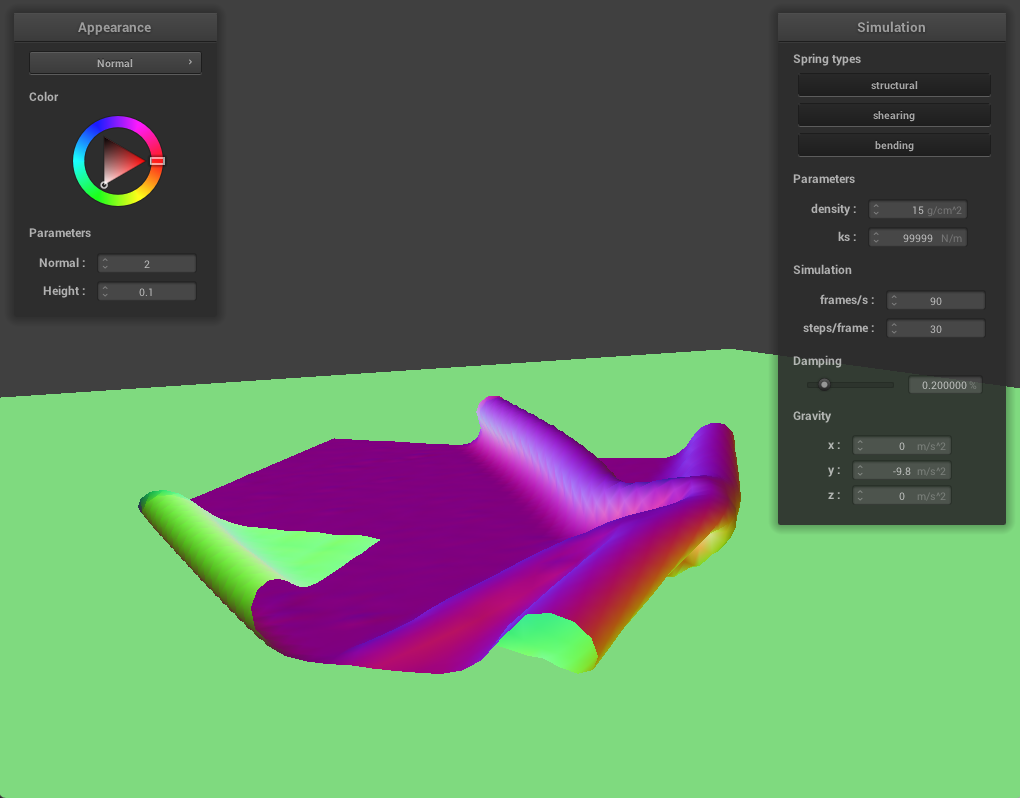 Appearance
Normal
Color
Parameters
Normal : 2
Height : 0.1
Simulation
Spring types
structural
shearing
bending
Parameters
density : 15 g/cm^2
ks : 99999 N/m
Simulation
frames/s : 90
steps/frame : 30
Damping
0.200000 %
Gravity
x : 0 m/s^2
y : -9.8 m/s^2
z : 0 m/s^2